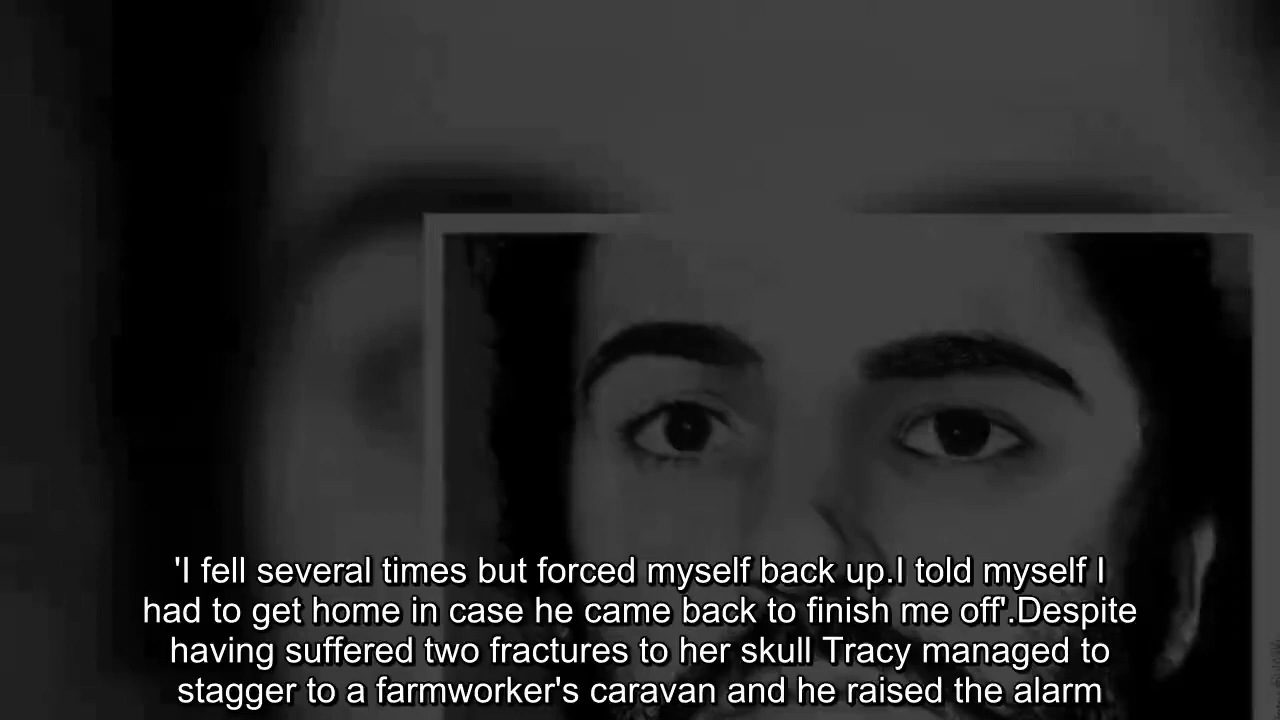 'I fell several times but forced myself back up.I told myself I
had to get home in case he came back to finish me off'.Despite
having suffered two fractures to her skull Tracy managed to
stagger to a farmworker's caravan and he raised the alarm